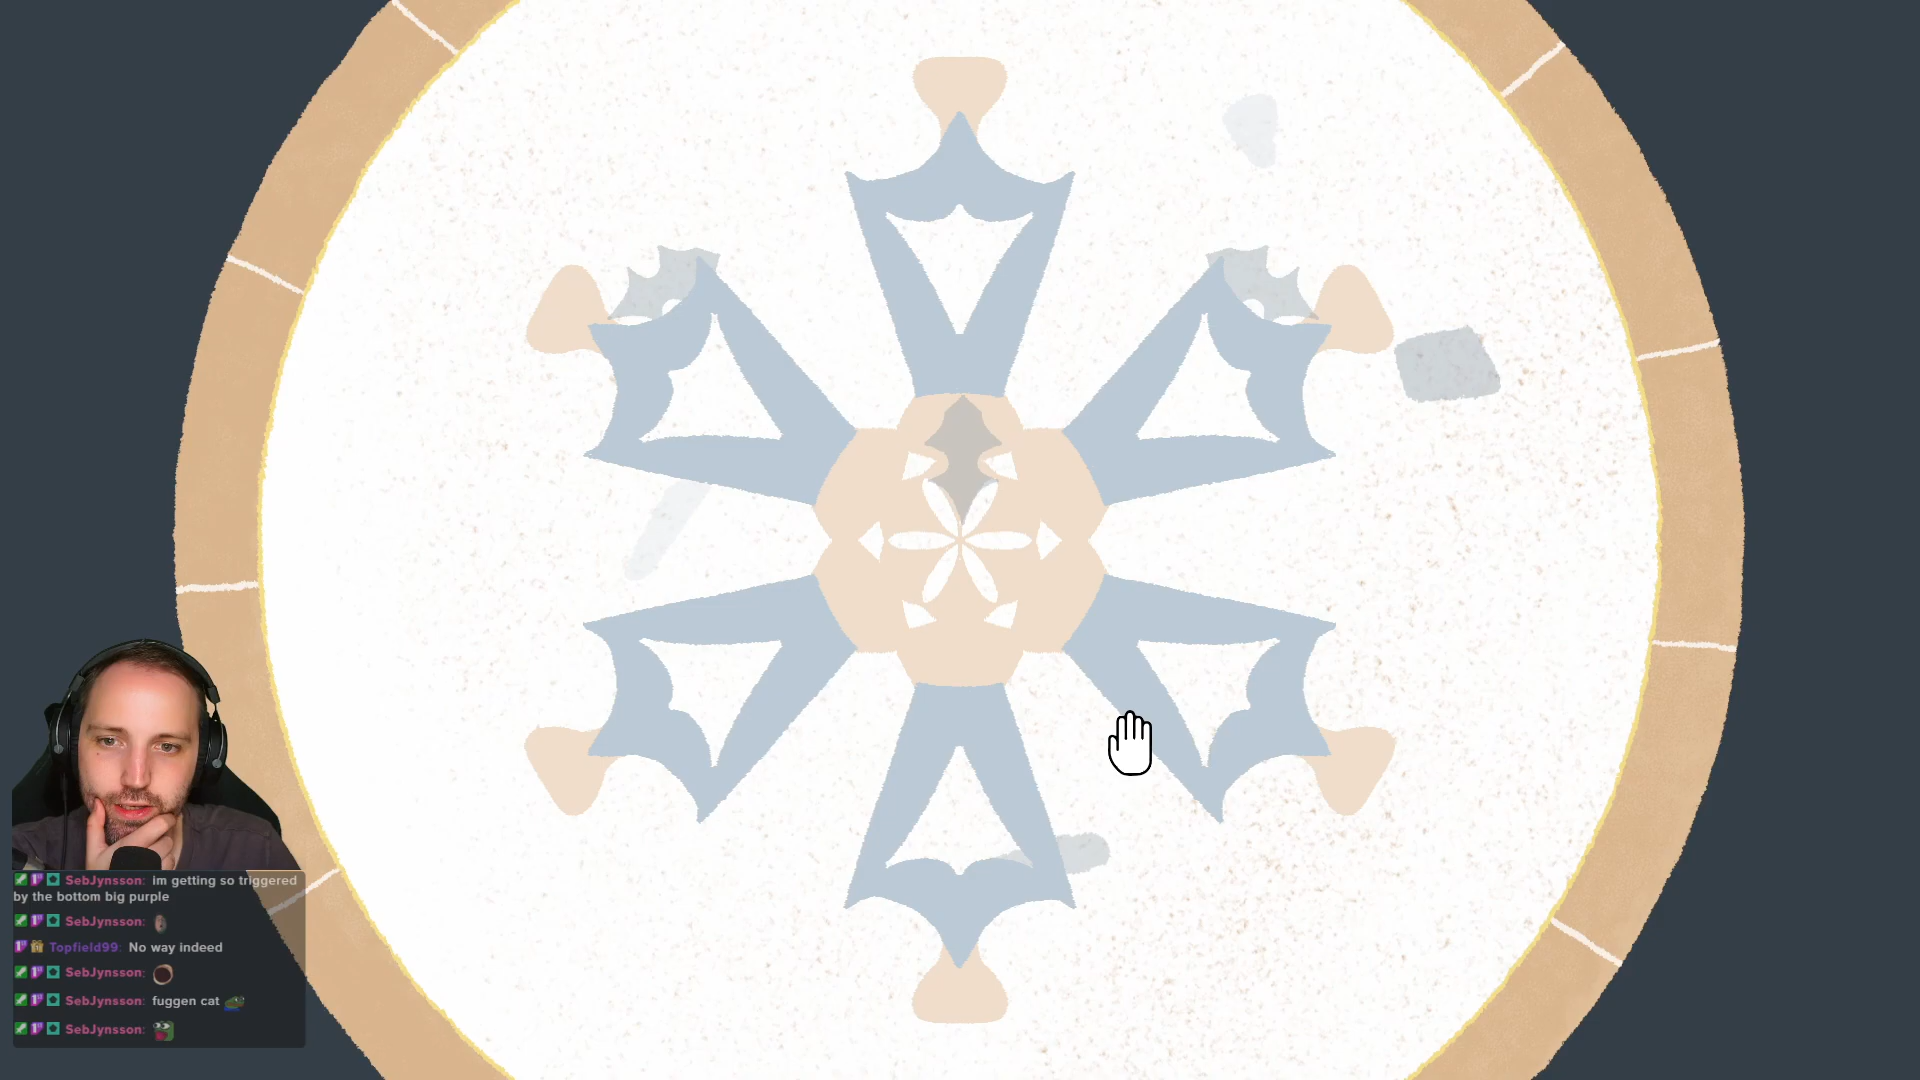 SebJynsson: im getting so triggered
by the bottom big purple
SebJynsson:
Topfield99: No way indeed
SebJynsson:
SebJynsson: fuggen cat
SebJynsson: